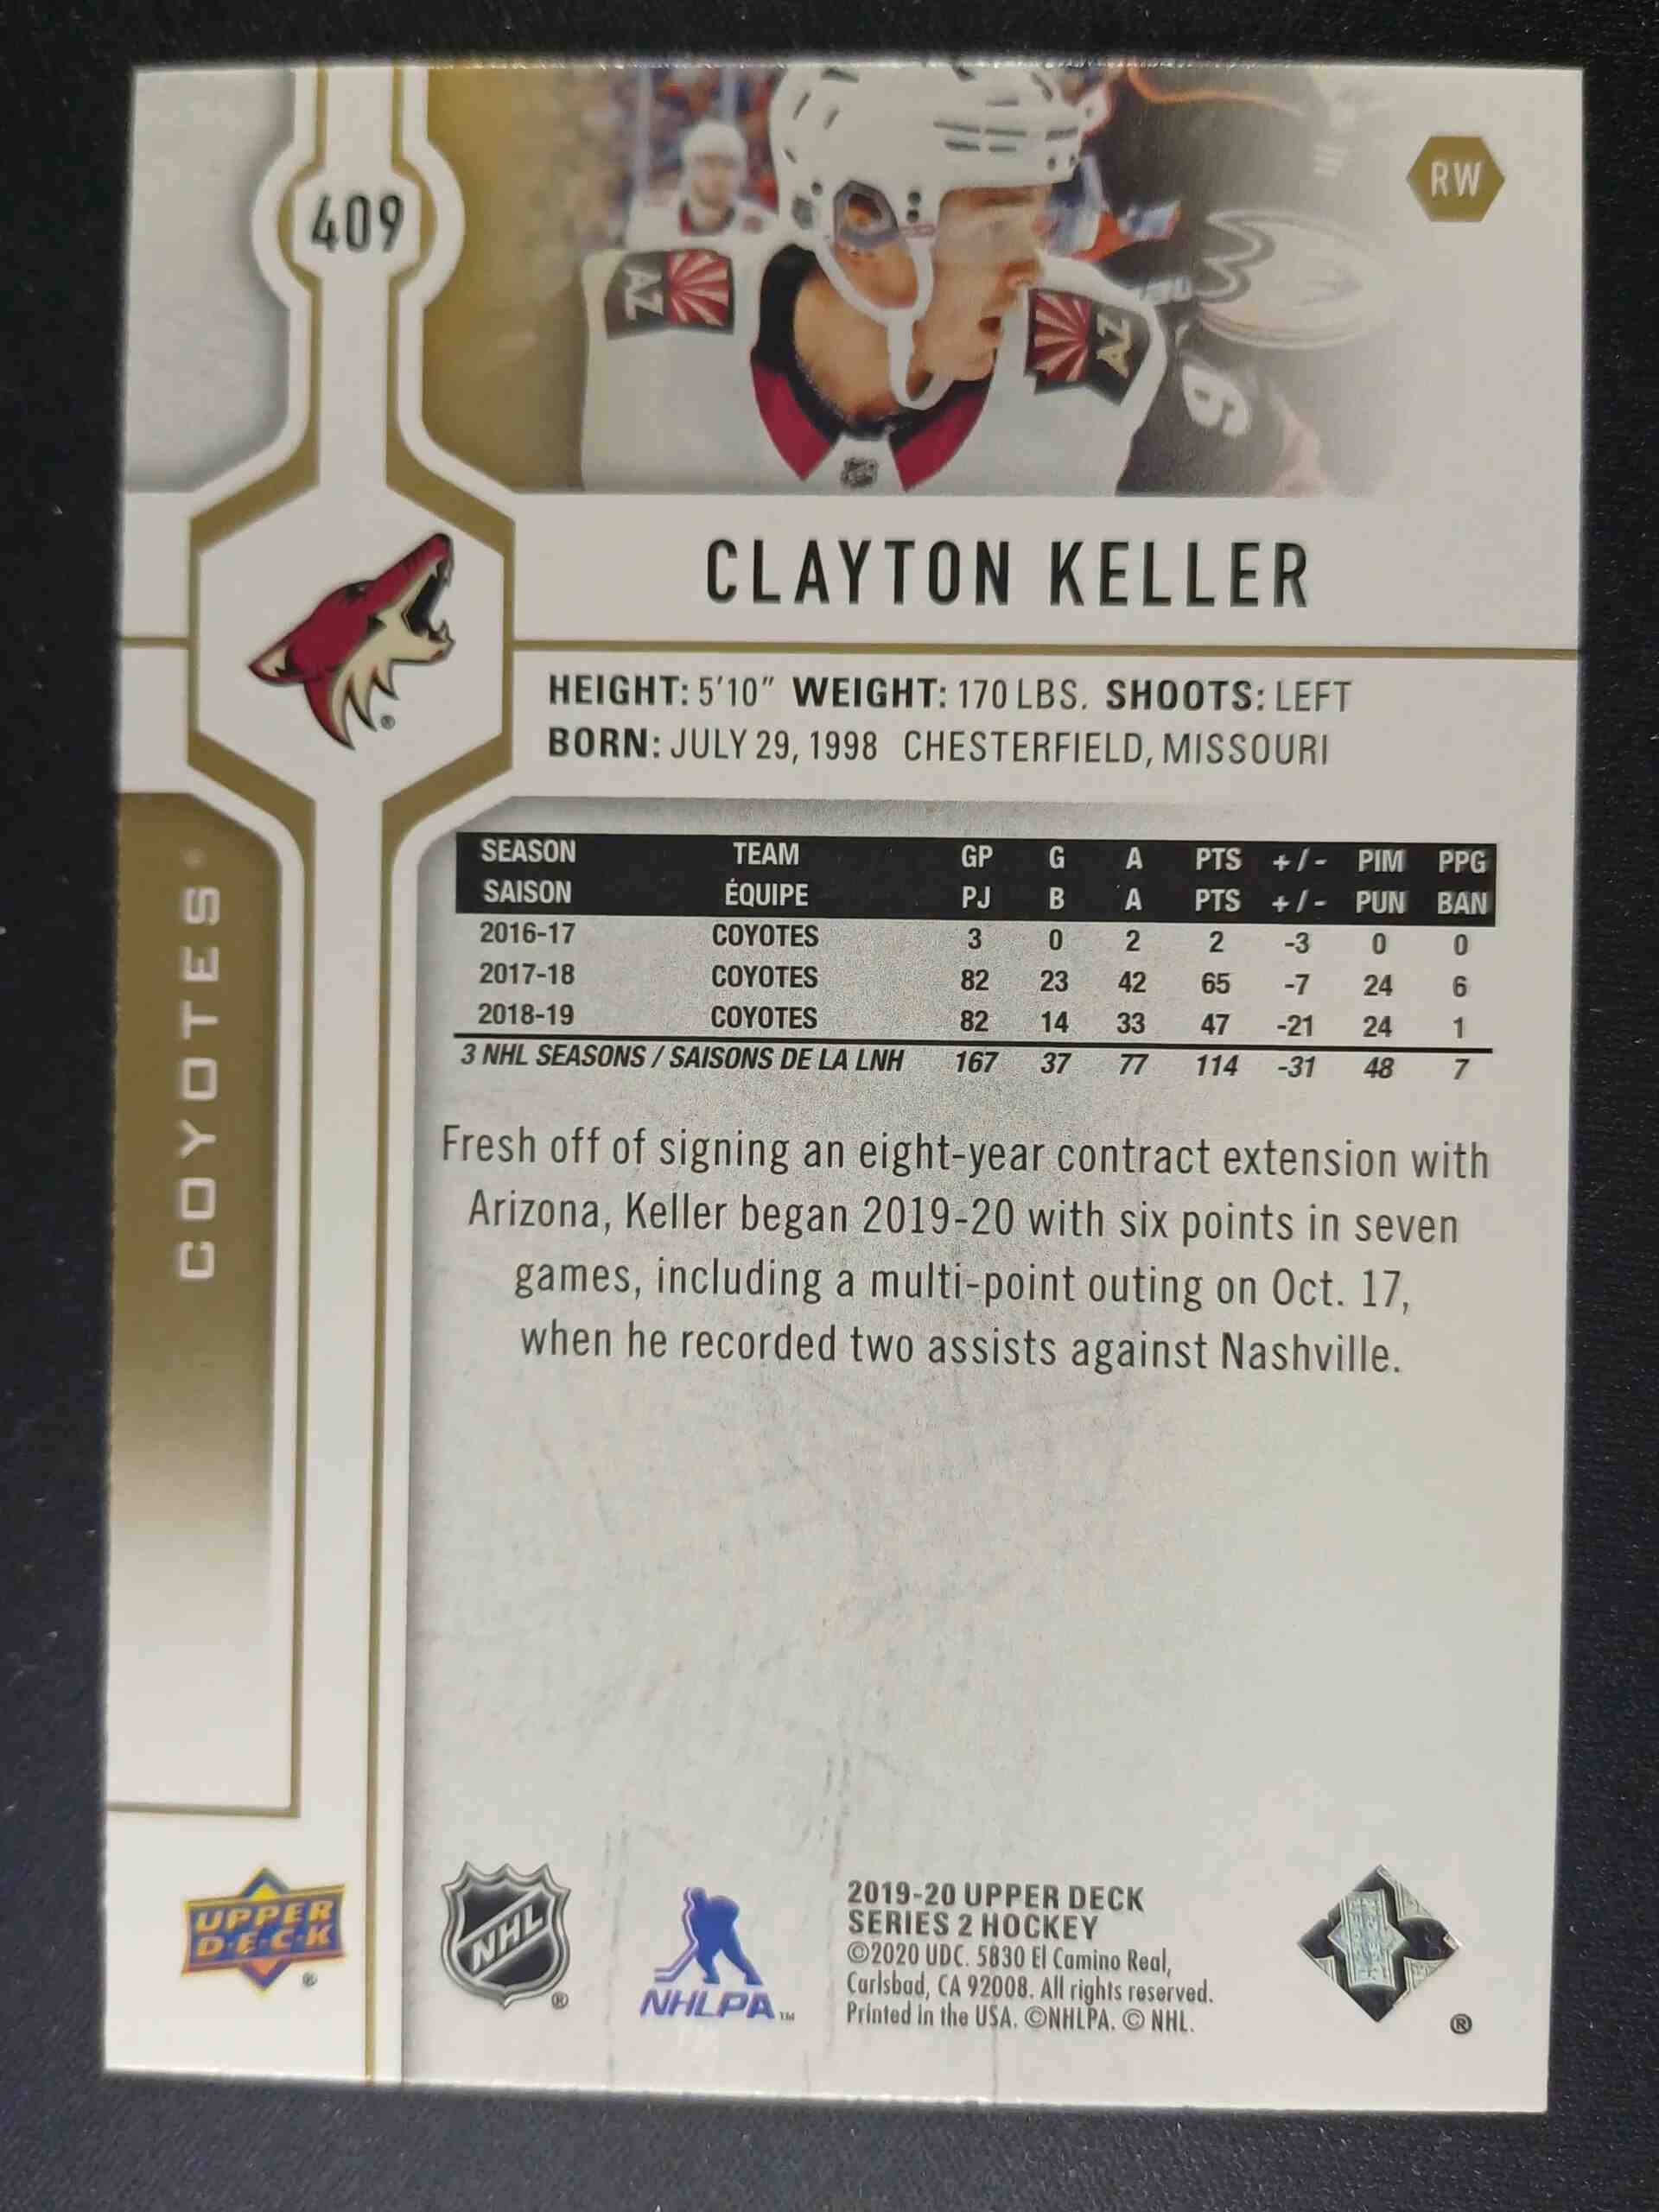 409
RW
AZ
AZ
6
CLAYTON KELLER
HEIGHT: 5'10" WEIGHT: 170 LBS. SHOOTS: LEFT
BORN: JULY 29, 1998 CHESTERFIELD, MISSOURI
COYOTES
SEASON TEAM GP G A PTS +/- PIM PPG
SAISON ÉQUIPE PJ B A PTS +/- PUN BAN
2016-17 COYOTES 3 0 2 2 -3 0 0
2017-18 COYOTES 82 23 42 65 -7 24 6
2018-19 COYOTES 82 14 33 47 -21 24 1
3 NHL SEASONS / SAISONS DE LA LNH 167 37 77 114 -31 48 7
Fresh off of signing an eight-year contract extension with
Arizona, Keller began 2019-20 with six points in seven
games, including a multi-point outing on Oct. 17,
when he recorded two assists against Nashville.
UPPER
D·E·C·K
®
NHL
®
NHLPA™
2019-20 UPPER DECK
SERIES 2 HOCKEY
©2020 UDC. 5830 El Camino Real,
Carlsbad, CA 92008. All rights reserved.
Printed in the USA. ©NHLPA. © NHL.
®